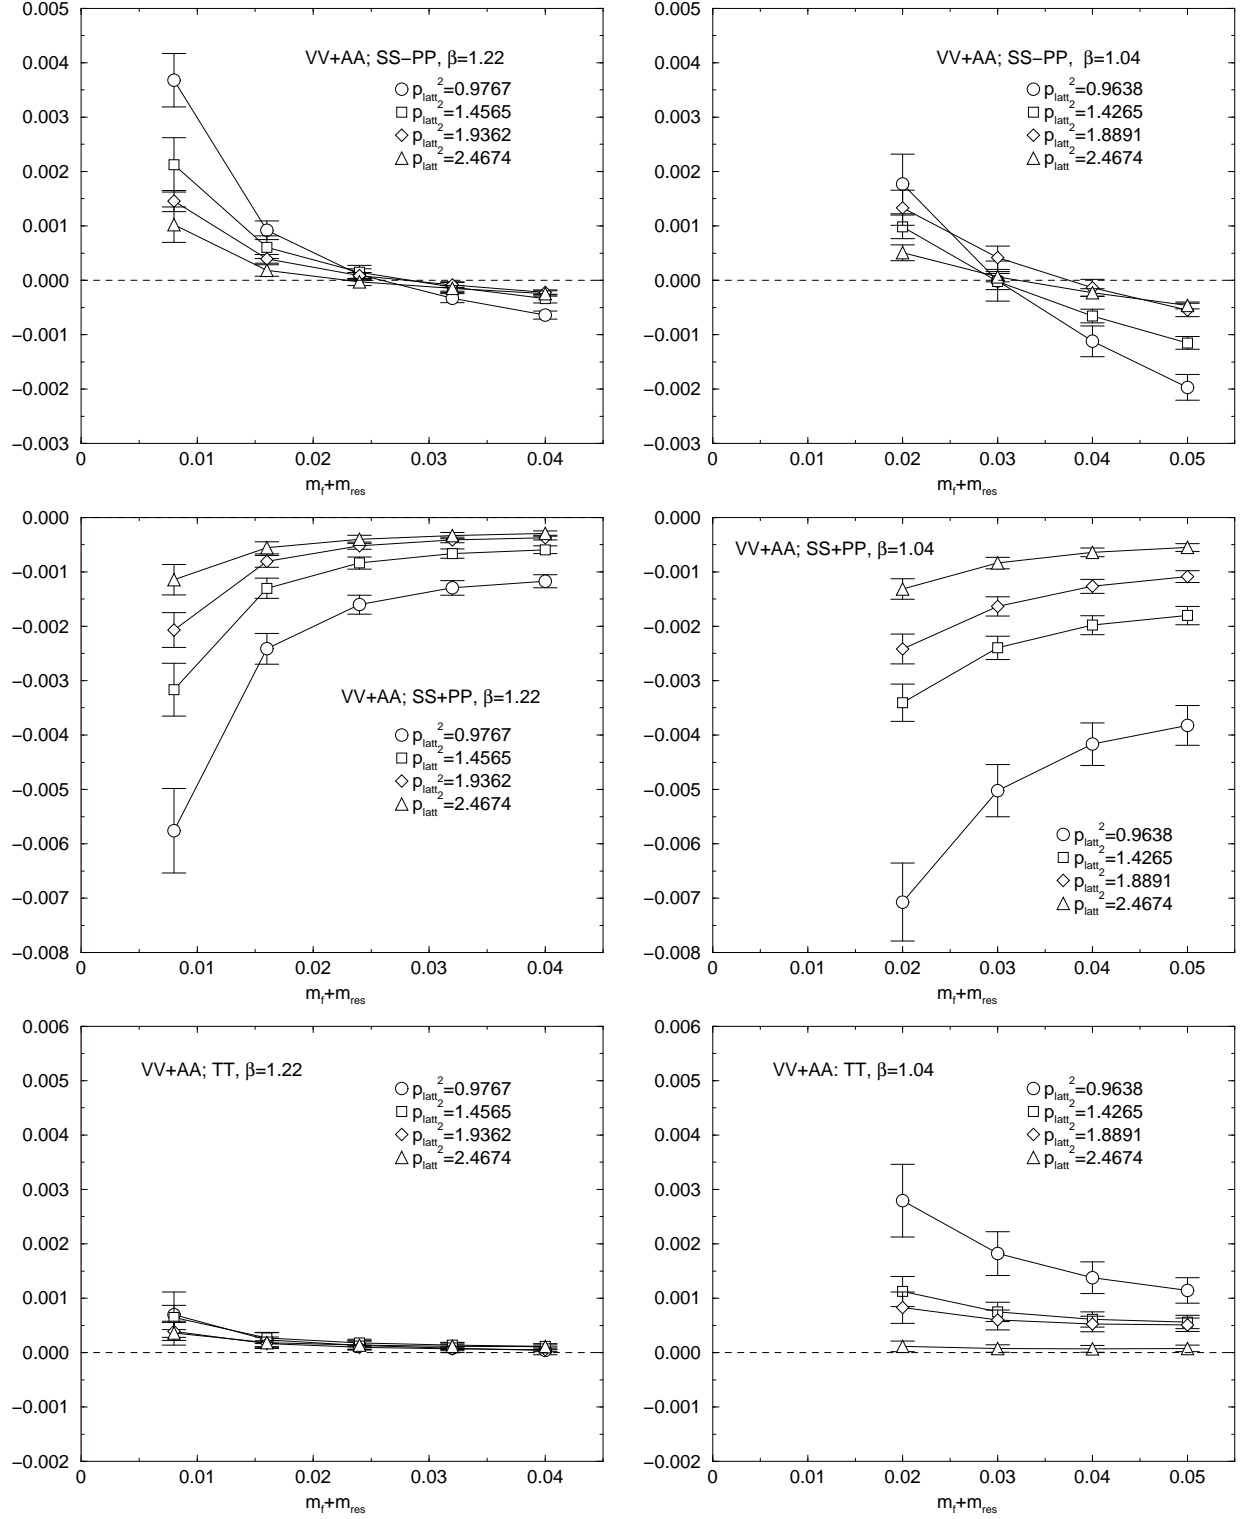 0.005
0.004
0.003
0.002
0.001
0.000
−0.001
−0.002
−0.003
0 0.01 0.02 0.03 0.04
m_f+m_res
VV+AA; SS−PP, β=1.22
p_latt^2=0.9767
p_latt^2=1.4565
p_latt^2=1.9362
p_latt^2=2.4674
0.005
0.004
0.003
0.002
0.001
0.000
−0.001
−0.002
−0.003
0 0.01 0.02 0.03 0.04 0.05
m_f+m_res
VV+AA; SS−PP, β=1.04
p_latt^2=0.9638
p_latt^2=1.4265
p_latt^2=1.8891
p_latt^2=2.4674
0.000
−0.001
−0.002
−0.003
−0.004
−0.005
−0.006
−0.007
−0.008
0 0.01 0.02 0.03 0.04
m_f+m_res
VV+AA; SS+PP, β=1.22
p_latt^2=0.9767
p_latt^2=1.4565
p_latt^2=1.9362
p_latt^2=2.4674
0.000
−0.001
−0.002
−0.003
−0.004
−0.005
−0.006
−0.007
−0.008
0 0.01 0.02 0.03 0.04 0.05
m_f+m_res
VV+AA; SS+PP, β=1.04
p_latt^2=0.9638
p_latt^2=1.4265
p_latt^2=1.8891
p_latt^2=2.4674
0.006
0.005
0.004
0.003
0.002
0.001
0.000
−0.001
−0.002
0 0.01 0.02 0.03 0.04
m_f+m_res
VV+AA; TT, β=1.22
p_latt^2=0.9767
p_latt^2=1.4565
p_latt^2=1.9362
p_latt^2=2.4674
0.006
0.005
0.004
0.003
0.002
0.001
0.000
−0.001
−0.002
0 0.01 0.02 0.03 0.04 0.05
m_f+m_res
VV+AA: TT, β=1.04
p_latt^2=0.9638
p_latt^2=1.4265
p_latt^2=1.8891
p_latt^2=2.4674